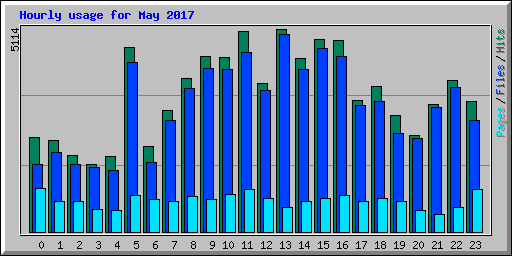 Hourly usage for May 2017
5114
Pages/Files/Hits
0 1 2 3 4 5 6 7 8 9 10 11 12 13 14 15 16 17 18 19 20 21 22 23